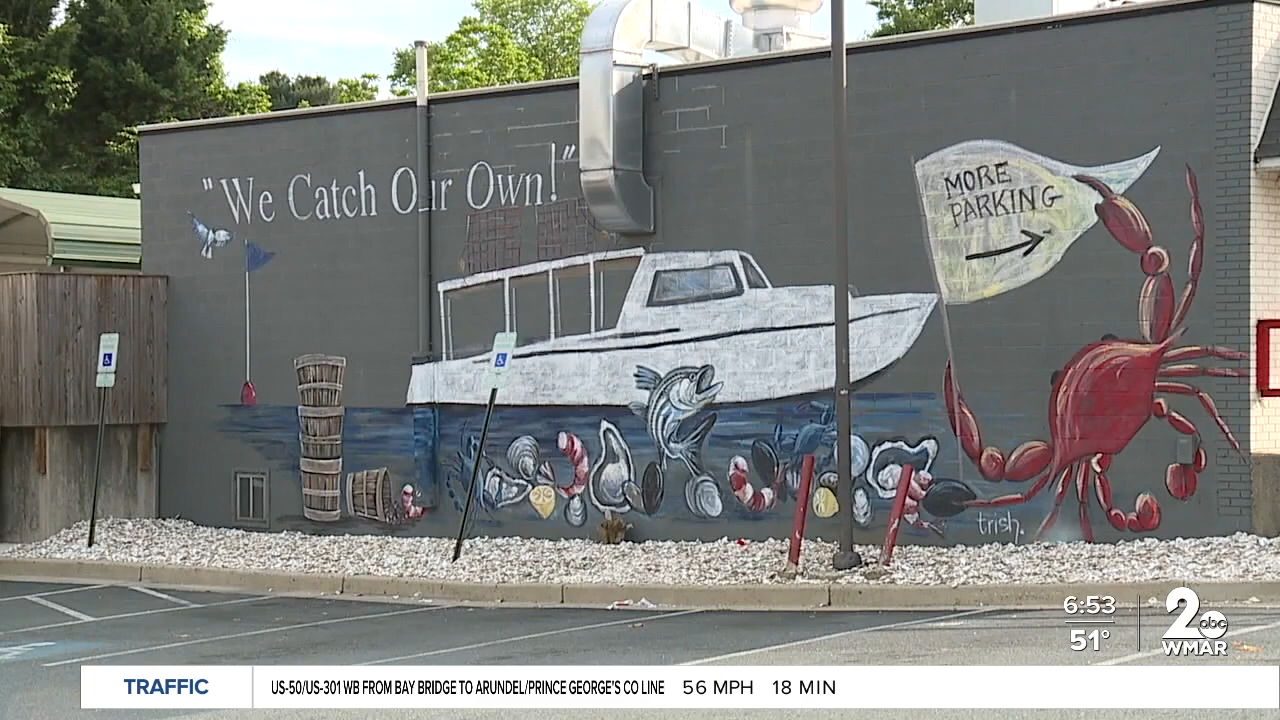 "We Catch Our Own!"
MORE
PARKING
trish.
6:53
51°
2 abc
WMAR
TRAFFIC
US-50/US-301 WB FROM BAY BRIDGE TO ARUNDEL/PRINCE GEORGE'S CO LINE 56 MPH 18 MIN